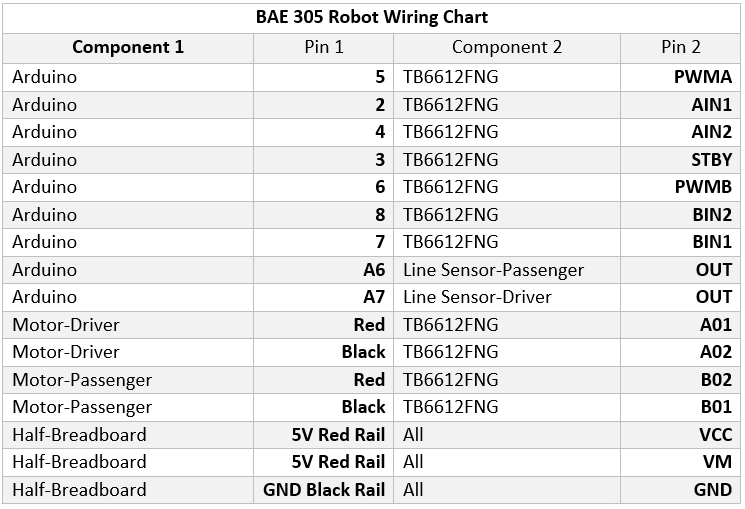 BAE 305 Robot Wiring Chart
Component 1 Pin 1 Component 2 Pin 2
Arduino 5 TB6612FNG PWMA
Arduino 2 TB6612FNG AIN1
Arduino 4 TB6612FNG AIN2
Arduino 3 TB6612FNG STBY
Arduino 6 TB6612FNG PWMB
Arduino 8 TB6612FNG BIN2
Arduino 7 TB6612FNG BIN1
Arduino A6 Line Sensor-Passenger OUT
Arduino A7 Line Sensor-Driver OUT
Motor-Driver Red TB6612FNG A01
Motor-Driver Black TB6612FNG A02
Motor-Passenger Red TB6612FNG B02
Motor-Passenger Black TB6612FNG B01
Half-Breadboard 5V Red Rail All VCC
Half-Breadboard 5V Red Rail All VM
Half-Breadboard GND Black Rail All GND